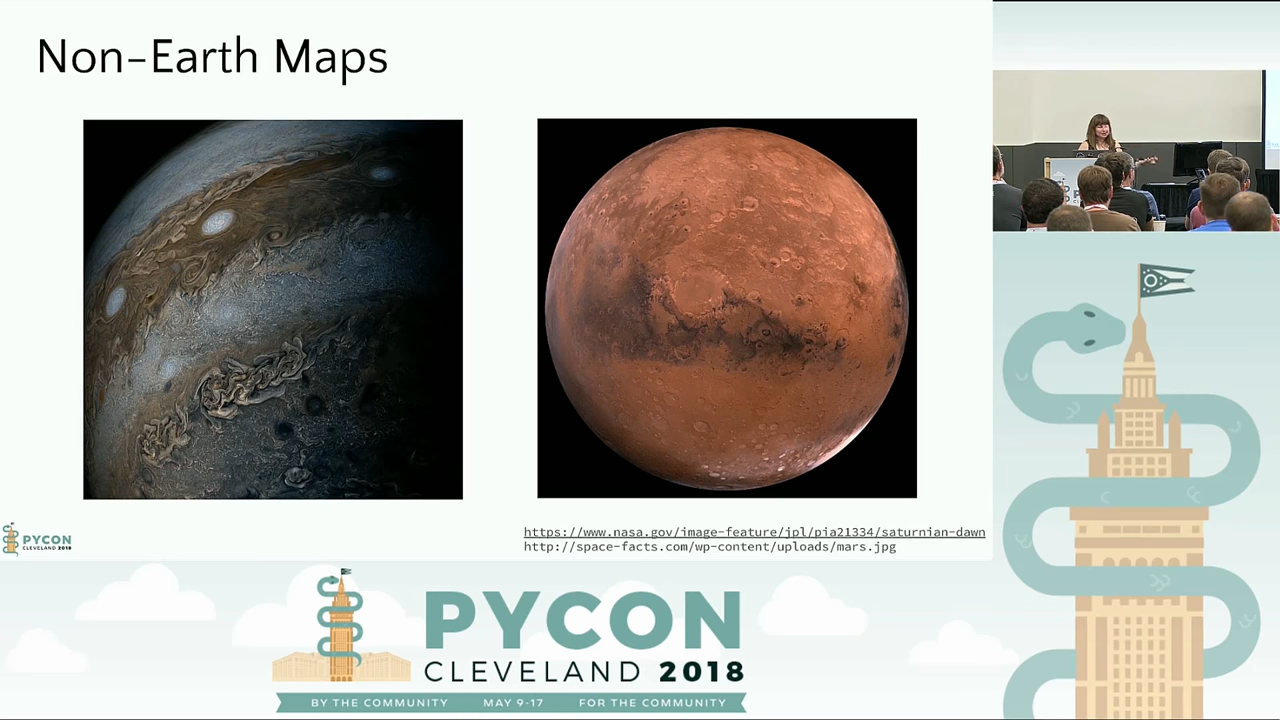 Non-Earth Maps
https://www.nasa.gov/image-feature/jpl/pia21334/saturnian-dawn
http://space-facts.com/wp-content/uploads/mars.jpg
PYCON
CLEVELAND 2018
PYCON
CLEVELAND 2018
BY THE COMMUNITY MAY 9-17 FOR THE COMMUNITY